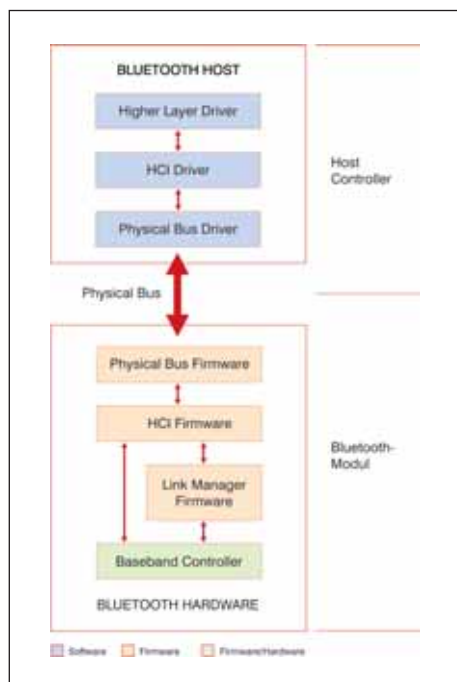 BLUETOOTH HOST
Higher Layer Driver
HCI Driver
Physical Bus Driver
Host
Controller
Physical Bus
Physical Bus Firmware
HCI Firmware
Link Manager
Firmware
Baseband Controller
BLUETOOTH HARDWARE
Bluetooth-
Modul
Software
Firmware
Firmware/Hardware